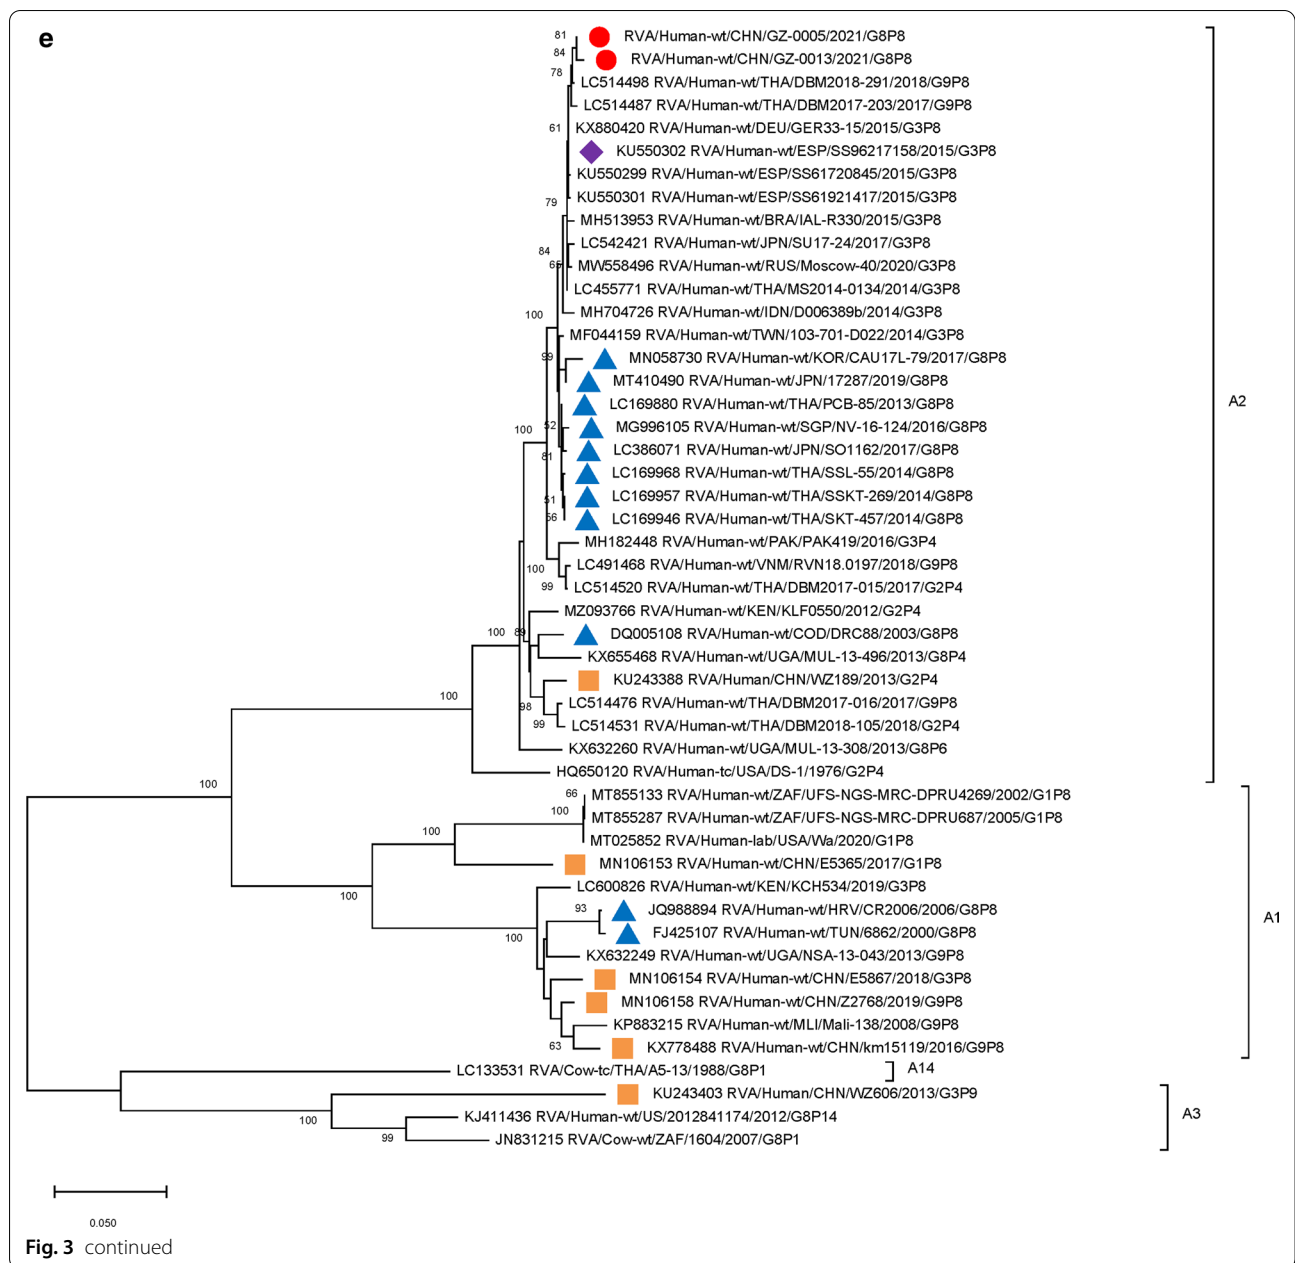 e
81
RVA/Human-wt/CHN/GZ-0005/2021/G8P8
84
RVA/Human-wt/CHN/GZ-0013/2021/G8P8
78
LC514498 RVA/Human-wt/THA/DBM2018-291/2018/G9P8
LC514487 RVA/Human-wt/THA/DBM2017-203/2017/G9P8
61
KX880420 RVA/Human-wt/DEU/GER33-15/2015/G3P8
KU550302 RVA/Human-wt/ESP/SS96217158/2015/G3P8
KU550299 RVA/Human-wt/ESP/SS61720845/2015/G3P8
79
KU550301 RVA/Human-wt/ESP/SS61921417/2015/G3P8
MH513953 RVA/Human-wt/BRA/IAL-R330/2015/G3P8
84
LC542421 RVA/Human-wt/JPN/SU17-24/2017/G3P8
MW558496 RVA/Human-wt/RUS/Moscow-40/2020/G3P8
LC455771 RVA/Human-wt/THA/MS2014-0134/2014/G3P8
100
MH704726 RVA/Human-wt/IDN/D006389b/2014/G3P8
MF044159 RVA/Human-wt/TWN/103-701-D022/2014/G3P8
99
MN058730 RVA/Human-wt/KOR/CAU17L-79/2017/G8P8
MT410490 RVA/Human-wt/JPN/17287/2019/G8P8
LC169880 RVA/Human-wt/THA/PCB-85/2013/G8P8
A2
100
52
MG996105 RVA/Human-wt/SGP/NV-16-124/2016/G8P8
81
LC386071 RVA/Human-wt/JPN/SO1162/2017/G8P8
LC169968 RVA/Human-wt/THA/SSL-55/2014/G8P8
51
LC169957 RVA/Human-wt/THA/SSKT-269/2014/G8P8
56
LC169946 RVA/Human-wt/THA/SKT-457/2014/G8P8
MH182448 RVA/Human-wt/PAK/PAK419/2016/G3P4
100
LC491468 RVA/Human-wt/VNM/RVN18.0197/2018/G9P8
99
LC514520 RVA/Human-wt/THA/DBM2017-015/2017/G2P4
MZ093766 RVA/Human-wt/KEN/KLF0550/2012/G2P4
100
89
DQ005108 RVA/Human-wt/COD/DRC88/2003/G8P8
KX655468 RVA/Human-wt/UGA/MUL-13-496/2013/G8P4
KU243388 RVA/Human/CHN/WZ189/2013/G2P4
100
98
LC514476 RVA/Human-wt/THA/DBM2017-016/2017/G9P8
99
LC514531 RVA/Human-wt/THA/DBM2018-105/2018/G2P4
KX632260 RVA/Human-wt/UGA/MUL-13-308/2013/G8P6
HQ650120 RVA/Human-tc/USA/DS-1/1976/G2P4
100
66
MT855133 RVA/Human-wt/ZAF/UFS-NGS-MRC-DPRU4269/2002/G1P8
100
MT855287 RVA/Human-wt/ZAF/UFS-NGS-MRC-DPRU687/2005/G1P8
100
MT025852 RVA/Human-lab/USA/Wa/2020/G1P8
MN106153 RVA/Human-wt/CHN/E5365/2017/G1P8
100
LC600826 RVA/Human-wt/KEN/KCH534/2019/G3P8
93
JQ988894 RVA/Human-wt/HRV/CR2006/2006/G8P8
A1
100
FJ425107 RVA/Human-wt/TUN/6862/2000/G8P8
KX632249 RVA/Human-wt/UGA/NSA-13-043/2013/G9P8
MN106154 RVA/Human-wt/CHN/E5867/2018/G3P8
MN106158 RVA/Human-wt/CHN/Z2768/2019/G9P8
KP883215 RVA/Human-wt/MLI/Mali-138/2008/G9P8
63
KX778488 RVA/Human-wt/CHN/km15119/2016/G9P8
LC133531 RVA/Cow-tc/THA/A5-13/1988/G8P1
A14
KU243403 RVA/Human/CHN/WZ606/2013/G3P9
100
KJ411436 RVA/Human-wt/US/2012841174/2012/G8P14
A3
99
JN831215 RVA/Cow-wt/ZAF/1604/2007/G8P1
0.050
Fig. 3 continued